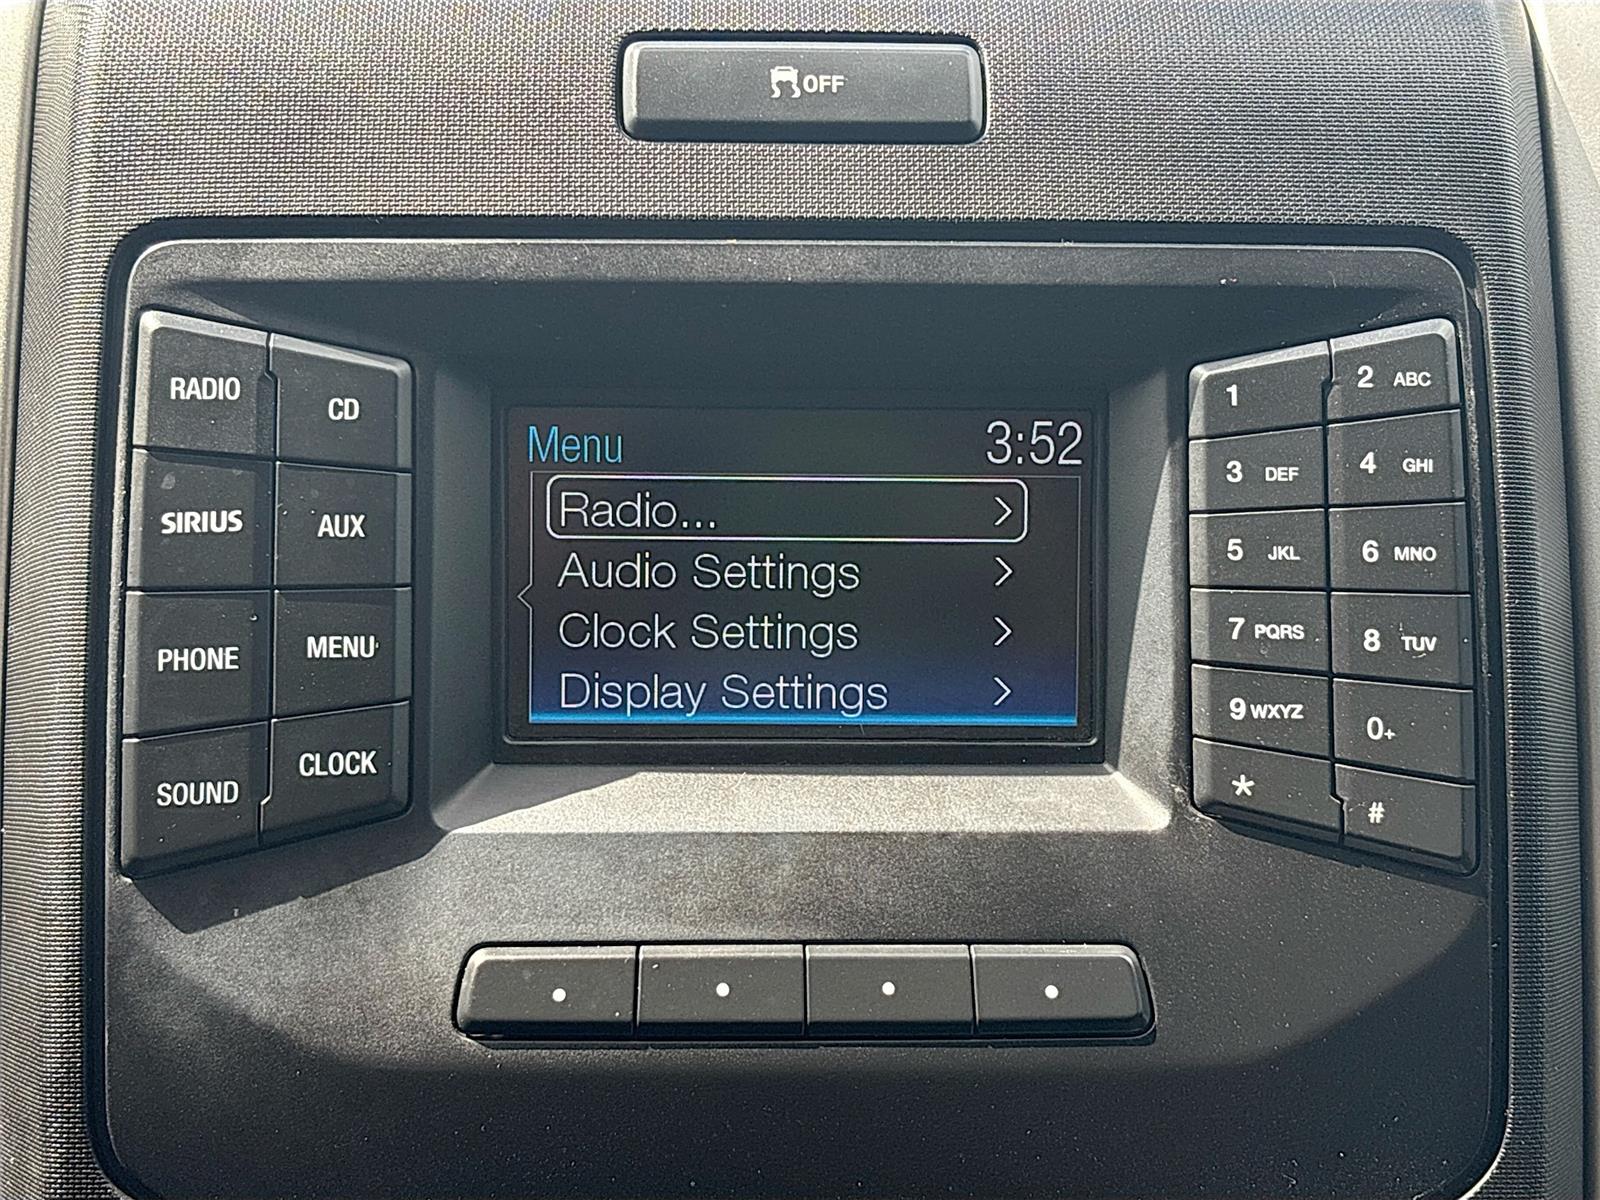 OFF
RADIO
CD
SIRIUS
AUX
PHONE
MENU
SOUND
CLOCK
Menu 3:52
Radio... >
Audio Settings >
Clock Settings >
Display Settings >
1
2 ABC
3 DEF
4 GHI
5 JKL
6 MNO
7 PQRS
8 TUV
9 WXYZ
0+
*
#